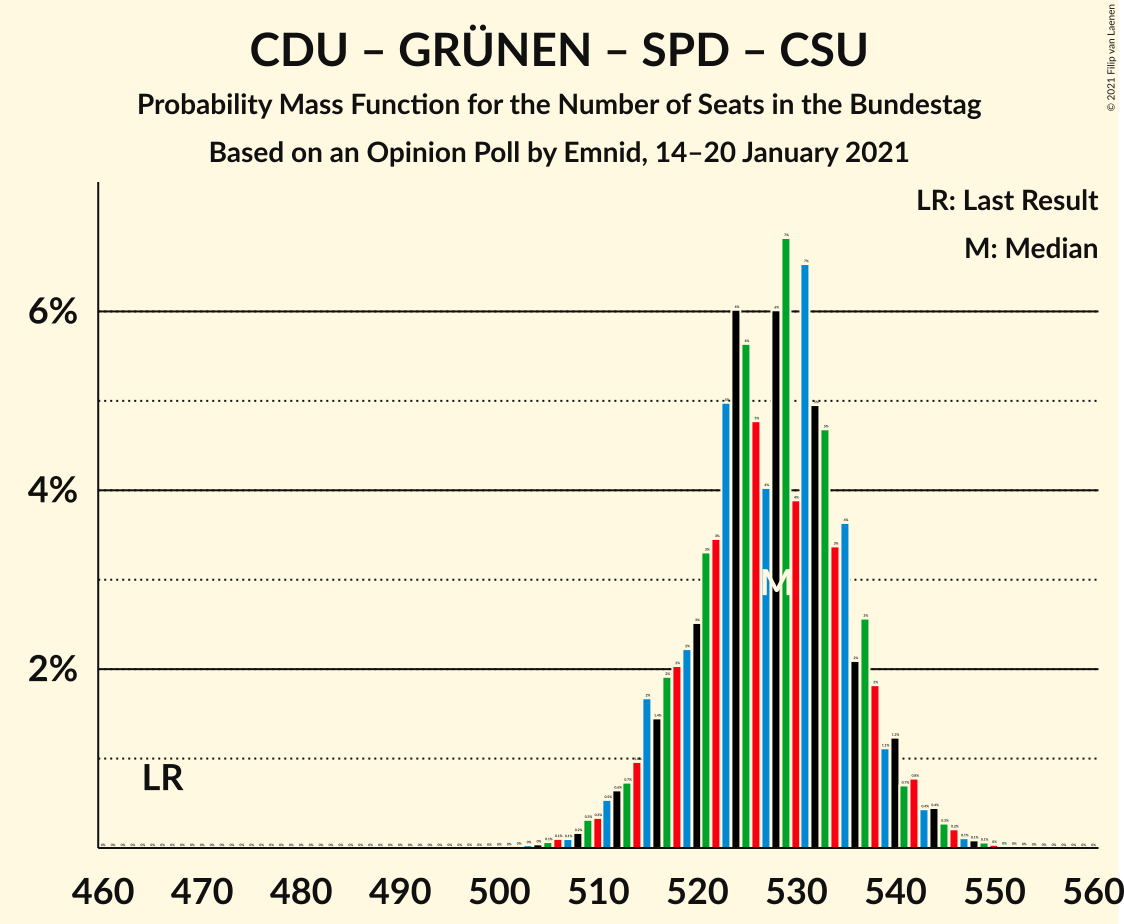 CDU – GRÜNEN – SPD – CSU
Probability Mass Function for the Number of Seats in the Bundestag
Based on an Opinion Poll by Emnid, 14–20 January 2021
© 2021 Filip van Laenen
LR: Last Result
M: Median
6%
4%
2%
LR
M
460 470 480 490 500 510 520 530 540 550 560